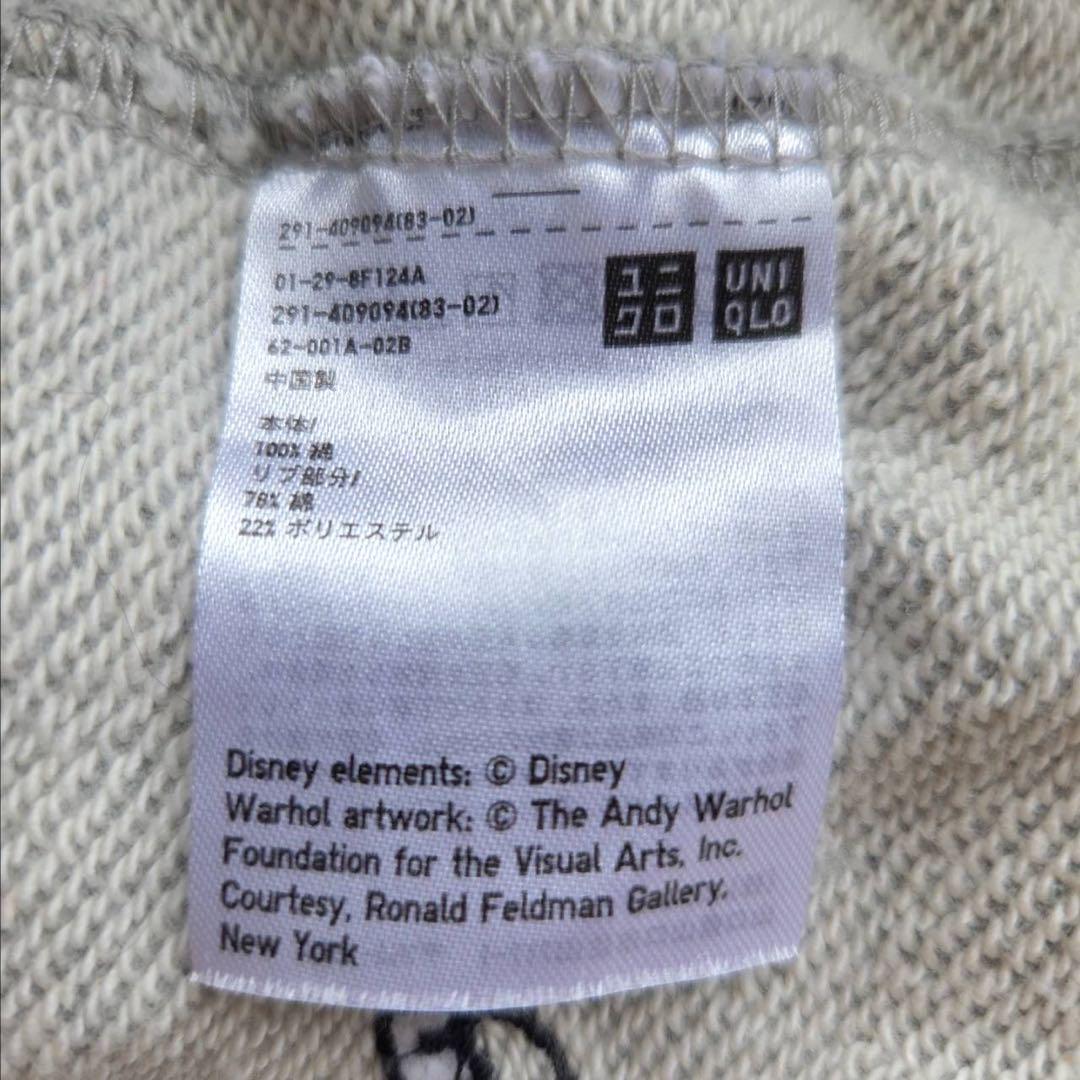 291-409094(83-02)
01-29-8F124A
291-409094(83-02)
62-001A-02B
中国製
本体/
100% 綿
リブ部分/
78% 綿
22% ポリエステル
ユニ
クロ
UNI
QLO
Disney elements: © Disney
Warhol artwork: © The Andy Warhol
Foundation for the Visual Arts, Inc.
Courtesy, Ronald Feldman Gallery,
New York